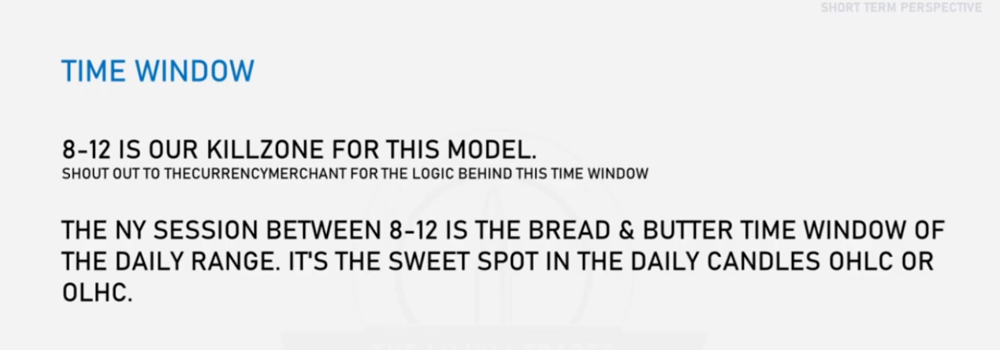 SHORT TERM PERSPECTIVE
TIME WINDOW
8-12 IS OUR KILLZONE FOR THIS MODEL.
SHOUT OUT TO THECURRENCYMERCHANT FOR THE LOGIC BEHIND THIS TIME WINDOW
THE NY SESSION BETWEEN 8-12 IS THE BREAD & BUTTER TIME WINDOW OF
THE DAILY RANGE. IT'S THE SWEET SPOT IN THE DAILY CANDLES OHLC OR
OLHC.